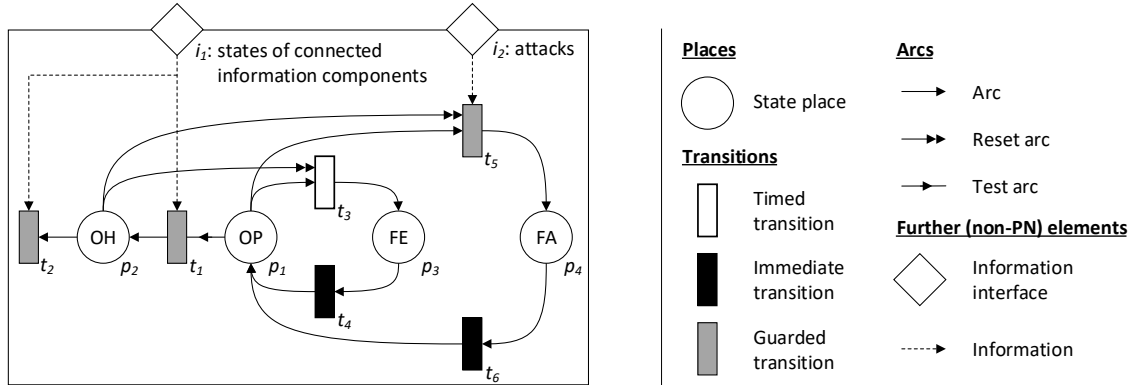 i1: states of connected
information components
i2: attacks
t5
t3
OH
OP
FE
FA
t2
p2
t1
p1
p3
p4
t4
t6
Places
State place
Transitions
Timed
transition
Immediate
transition
Guarded
transition
Arcs
Arc
Reset arc
Test arc
Further (non-PN) elements
Information
interface
Information